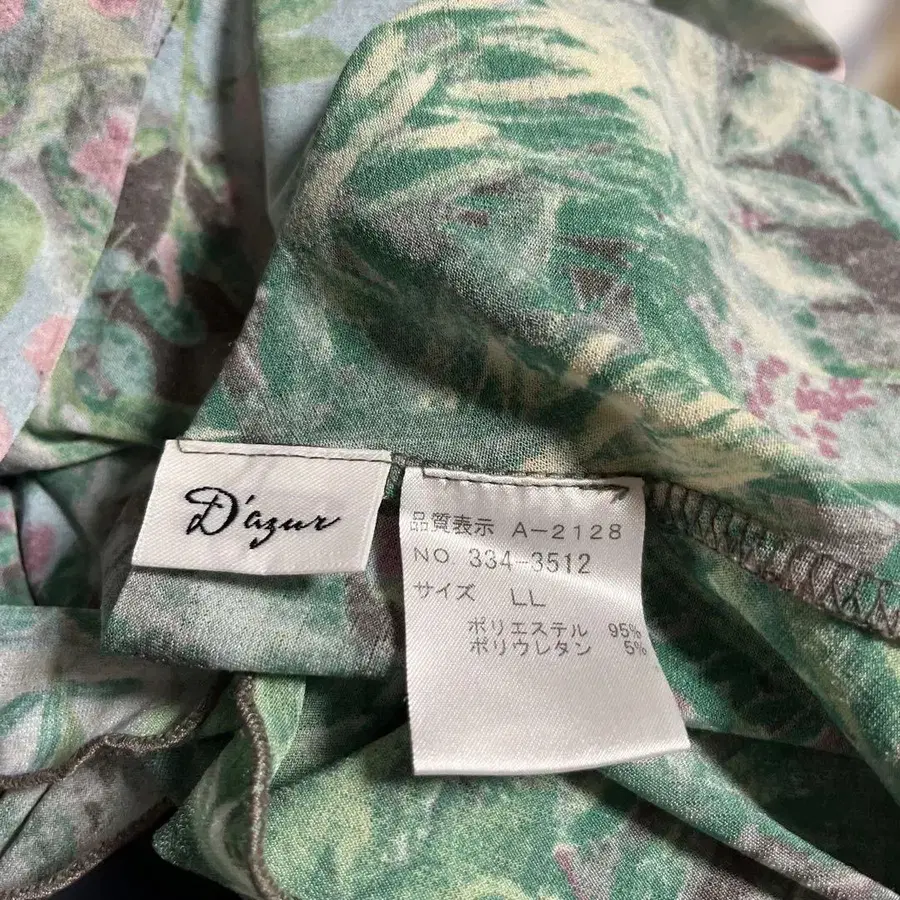 D'azur
品質表示 A-2128
NO. 334-3512
サイズ LL
ポリエステル 95%
ポリウレタン 5%